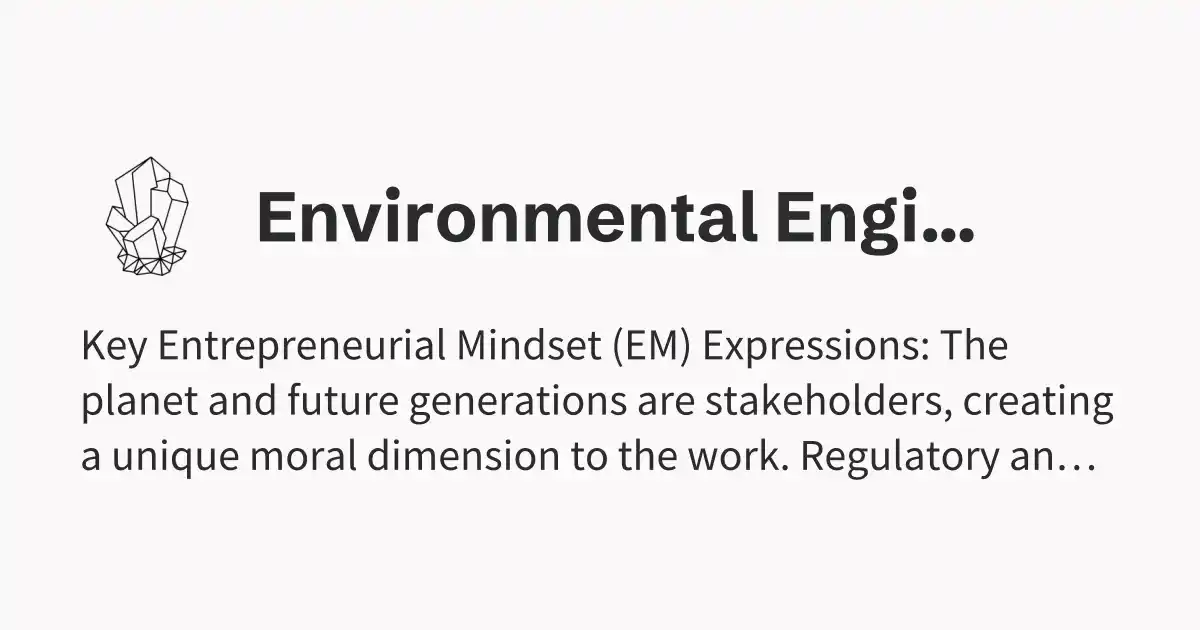 Environmental Engi...
Key Entrepreneurial Mindset (EM) Expressions: The
planet and future generations are stakeholders, creating
a unique moral dimension to the work. Regulatory an...